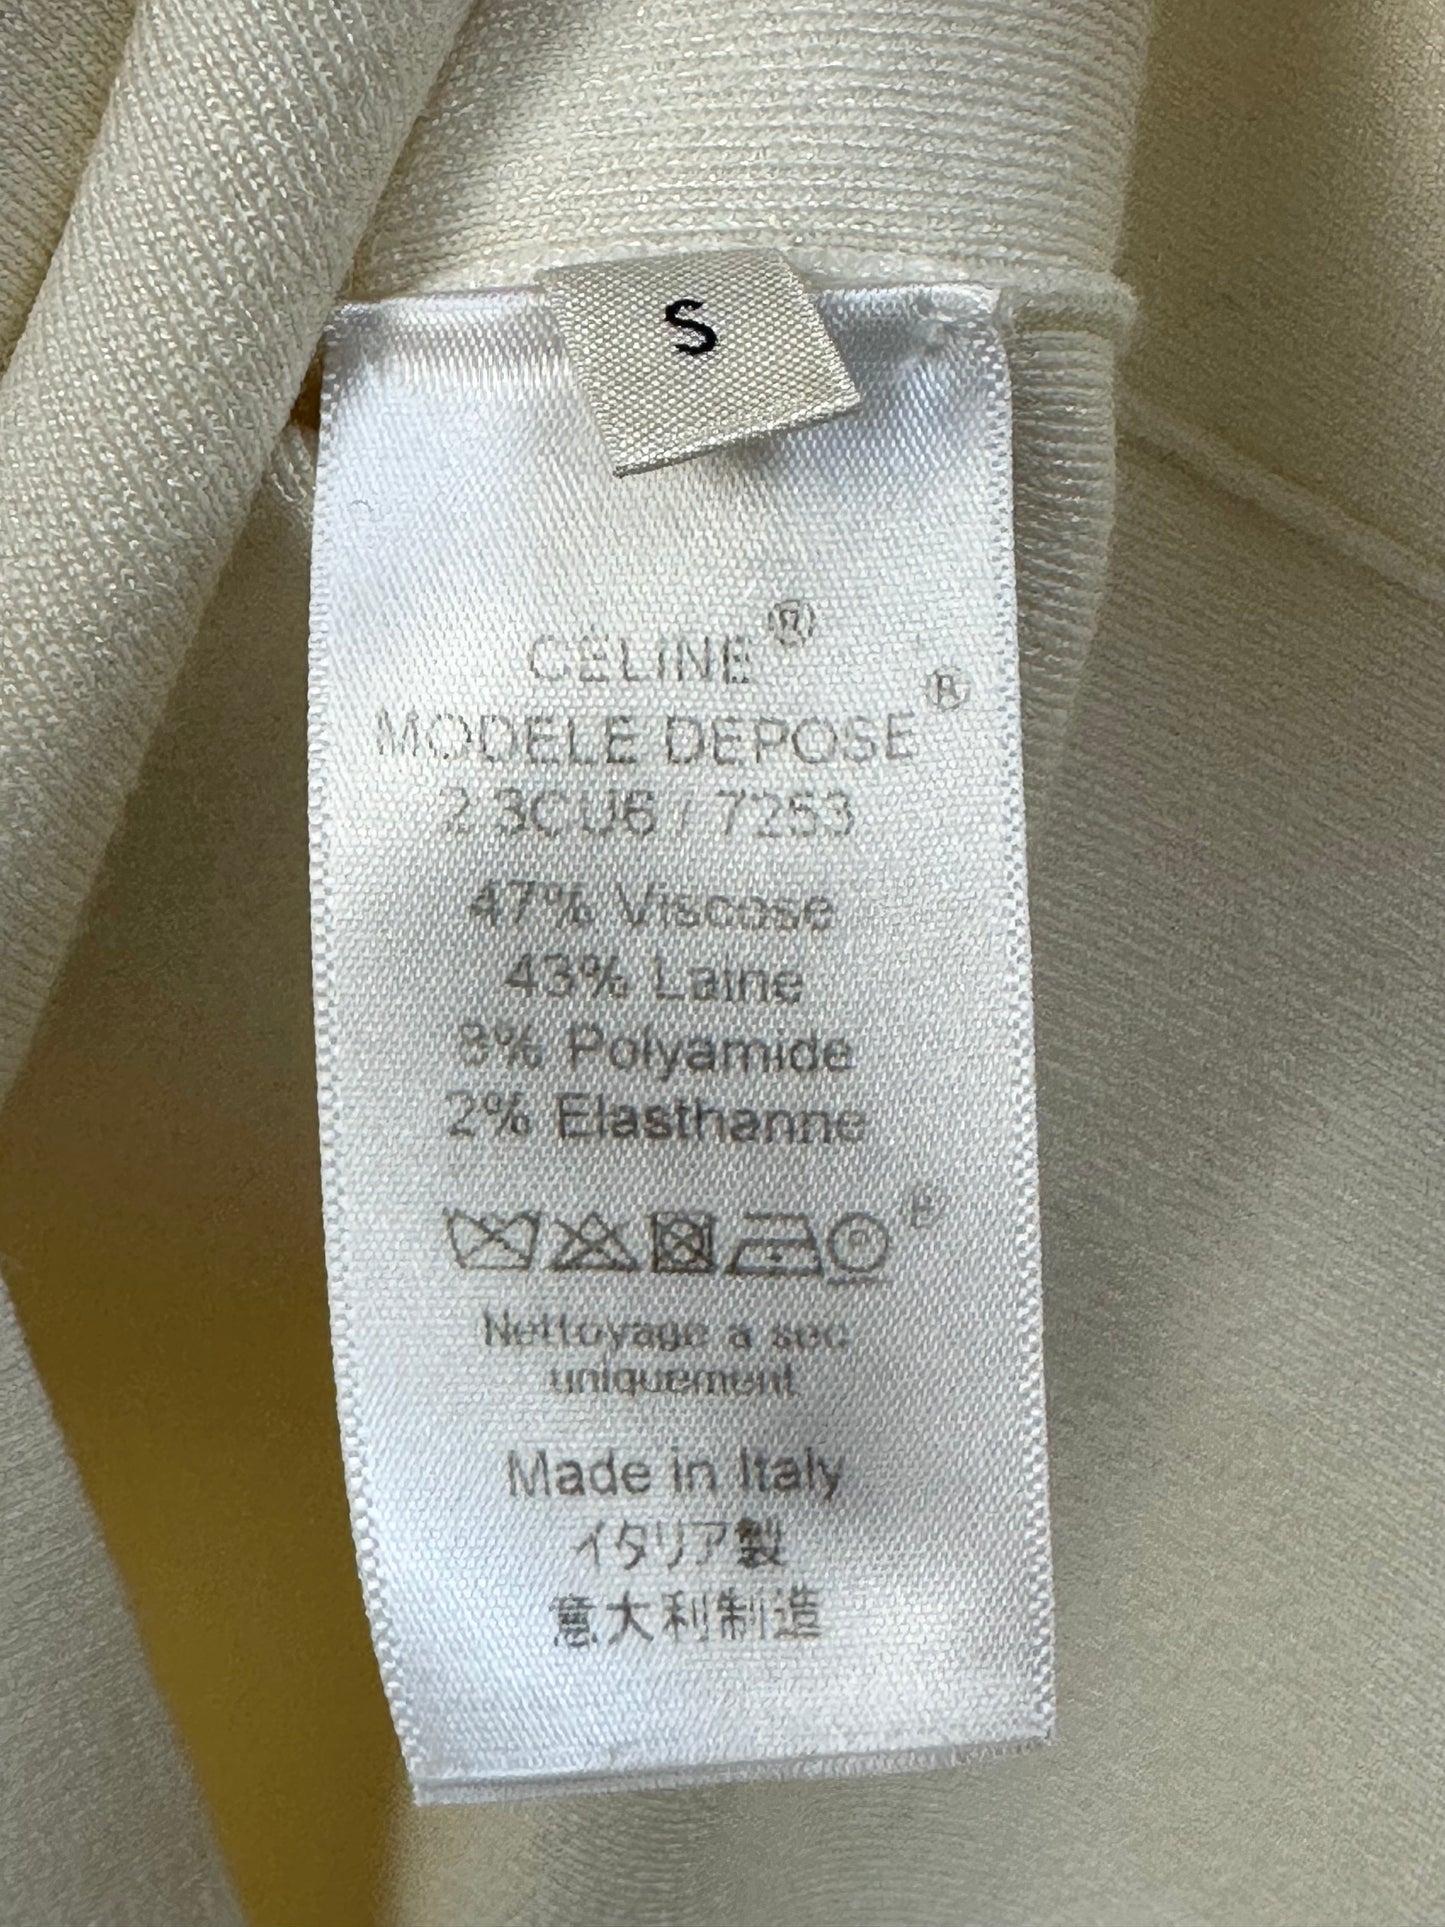 S
CÉLINE®
MODELE DEPOSE®
2 3CU6 / 7253
47% Viscose
43% Laine
8% Polyamide
2% Elasthanne
Nettoyage a sec
uniquement
Made in Italy
イタリア製
意大利制造